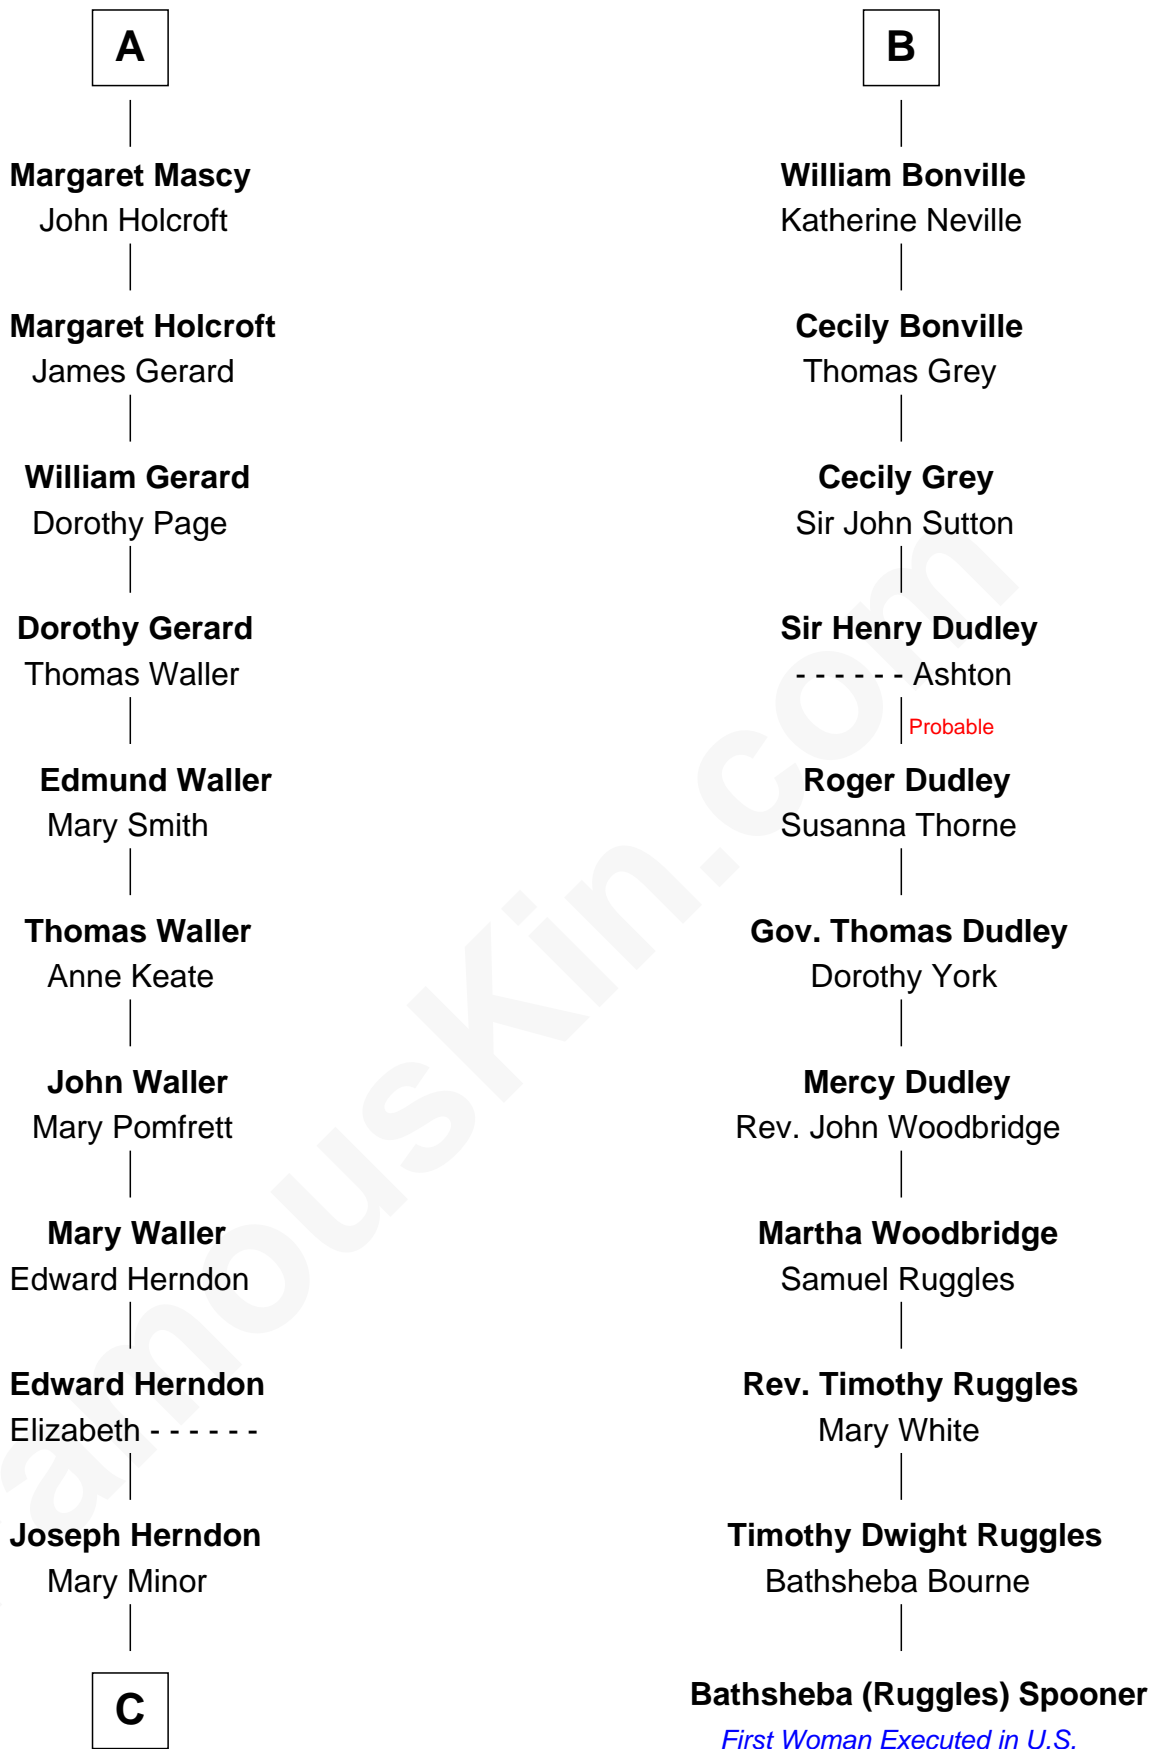 A
Margaret Mascy
John Holcroft
Margaret Holcroft
James Gerard
William Gerard
Dorothy Page
Dorothy Gerard
Thomas Waller
Edmund Waller
Mary Smith
Thomas Waller
Anne Keate
John Waller
Mary Pomfrett
Mary Waller
Edward Herndon
Edward Herndon
Elizabeth - - - - - -
Joseph Herndon
Mary Minor
C
B
William Bonville
Katherine Neville
Cecily Bonville
Thomas Grey
Cecily Grey
Sir John Sutton
Sir Henry Dudley
- - - - - - Ashton
Probable
Roger Dudley
Susanna Thorne
Gov. Thomas Dudley
Dorothy York
Mercy Dudley
Rev. John Woodbridge
Martha Woodbridge
Samuel Ruggles
Rev. Timothy Ruggles
Mary White
Timothy Dwight Ruggles
Bathsheba Bourne
Bathsheba (Ruggles) Spooner
First Woman Executed in U.S.
amousKin.com